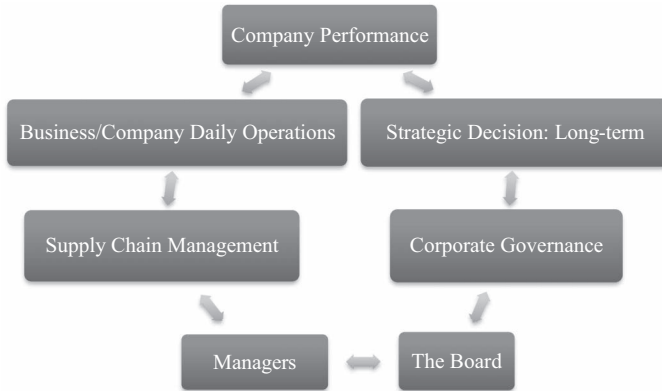 Company Performance
Business/Company Daily Operations
Strategic Decision: Long-term
Supply Chain Management
Corporate Governance
Managers
The Board